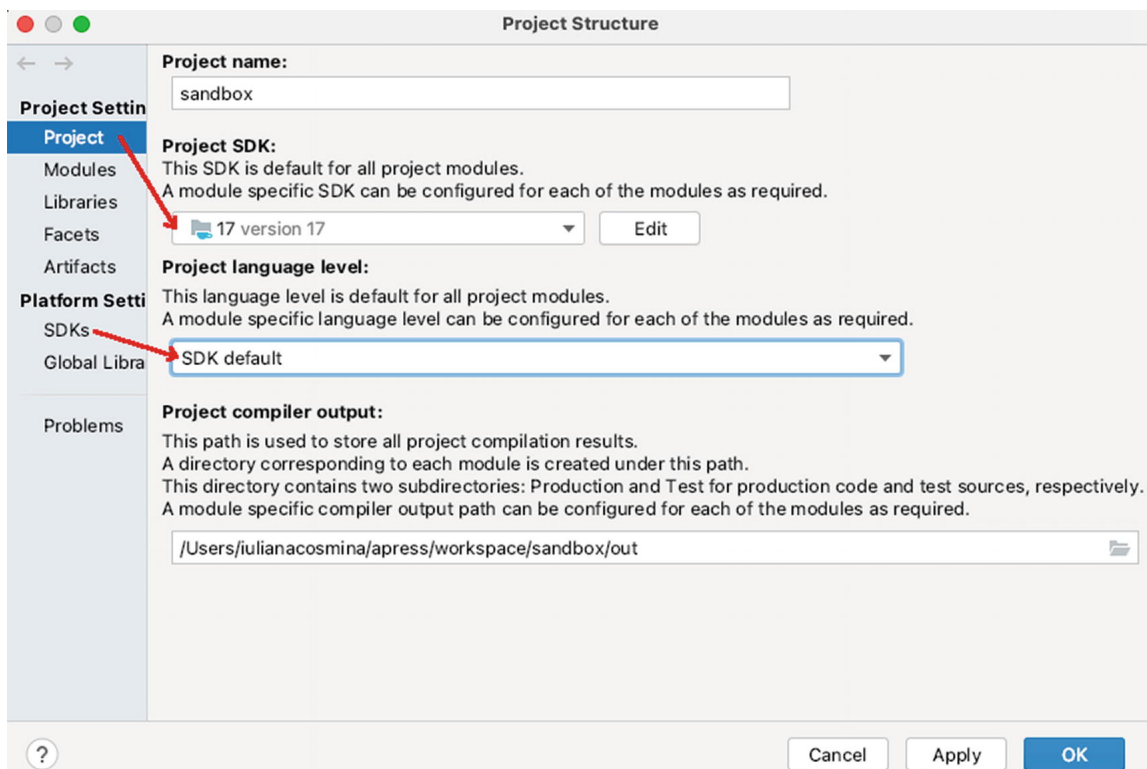 Project Structure
Project Settin
Project
Modules
Libraries
Facets
Artifacts
Platform Setti
SDKs
Global Libra
Problems
Project name:
sandbox
Project SDK:
This SDK is default for all project modules.
A module specific SDK can be configured for each of the modules as required.
17 version 17
Edit
Project language level:
This language level is default for all project modules.
A module specific language level can be configured for each of the modules as required.
SDK default
Project compiler output:
This path is used to store all project compilation results.
A directory corresponding to each module is created under this path.
This directory contains two subdirectories: Production and Test for production code and test sources, respectively.
A module specific compiler output path can be configured for each of the modules as required.
/Users/iulianacosmina/apress/workspace/sandbox/out
?
Cancel
Apply
OK